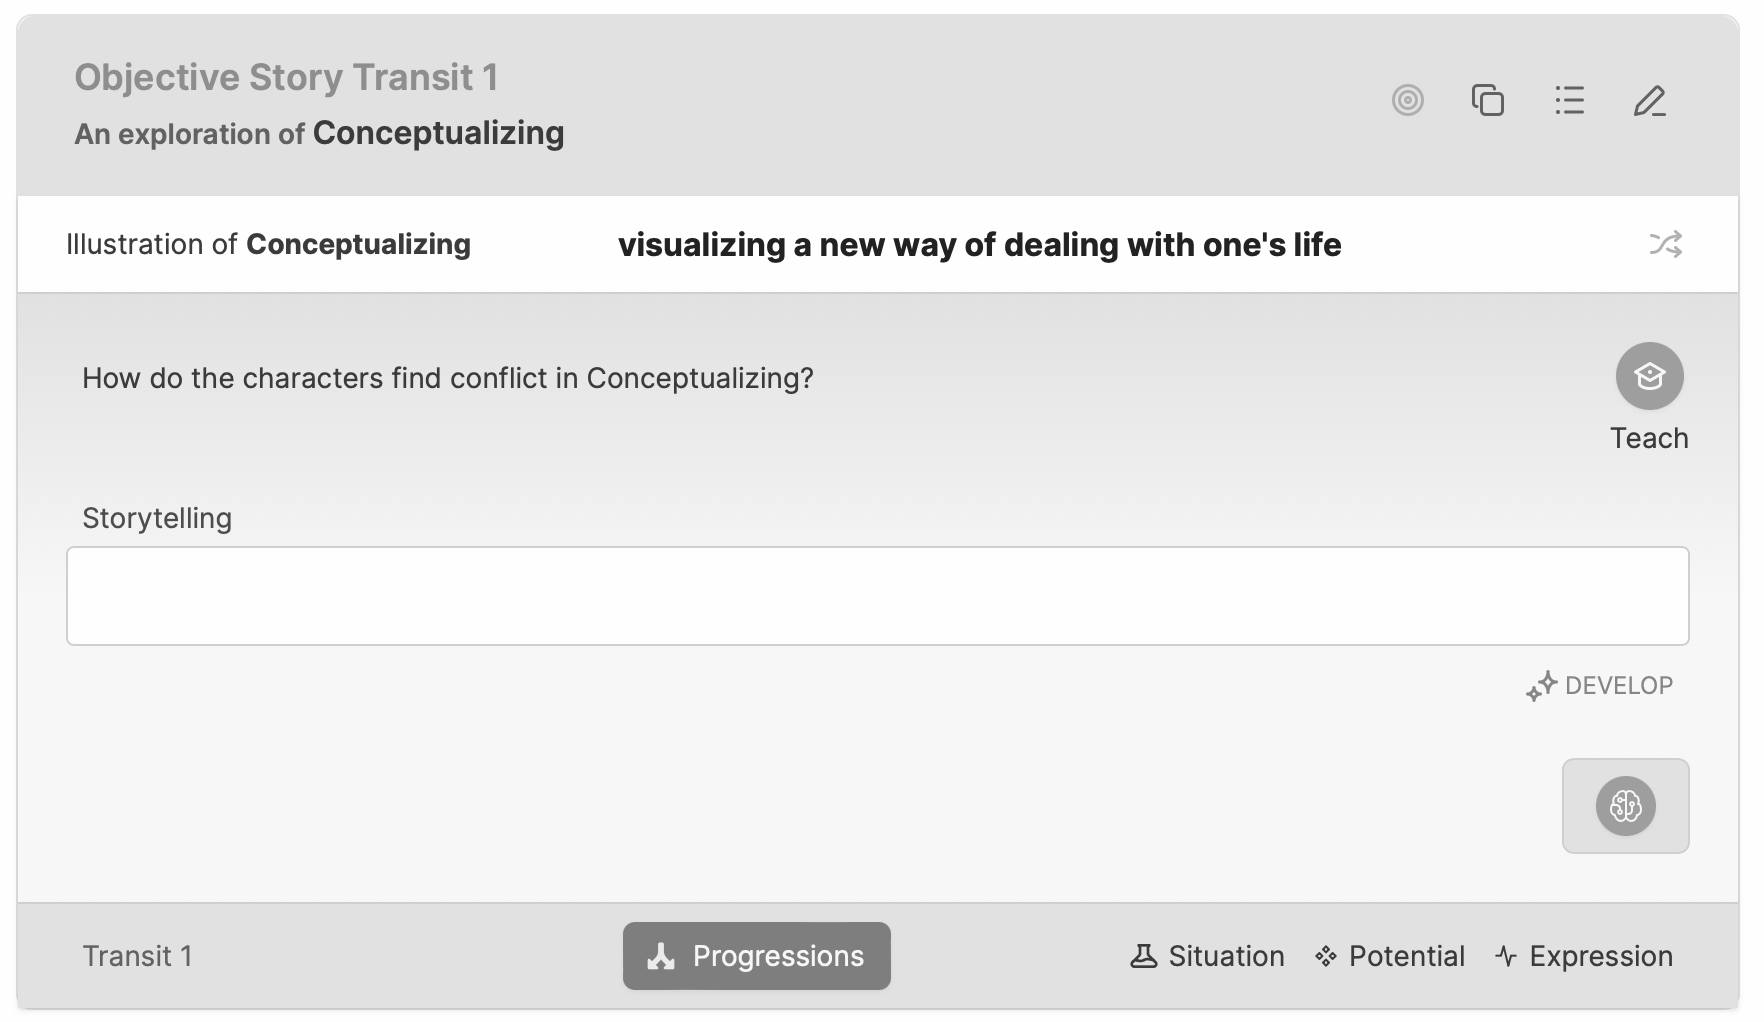 Objective Story Transit 1
An exploration of Conceptualizing
Illustration of Conceptualizing visualizing a new way of dealing with one's life
How do the characters find conflict in Conceptualizing?
Teach
Storytelling
DEVELOP
Transit 1 Progressions Situation Potential Expression